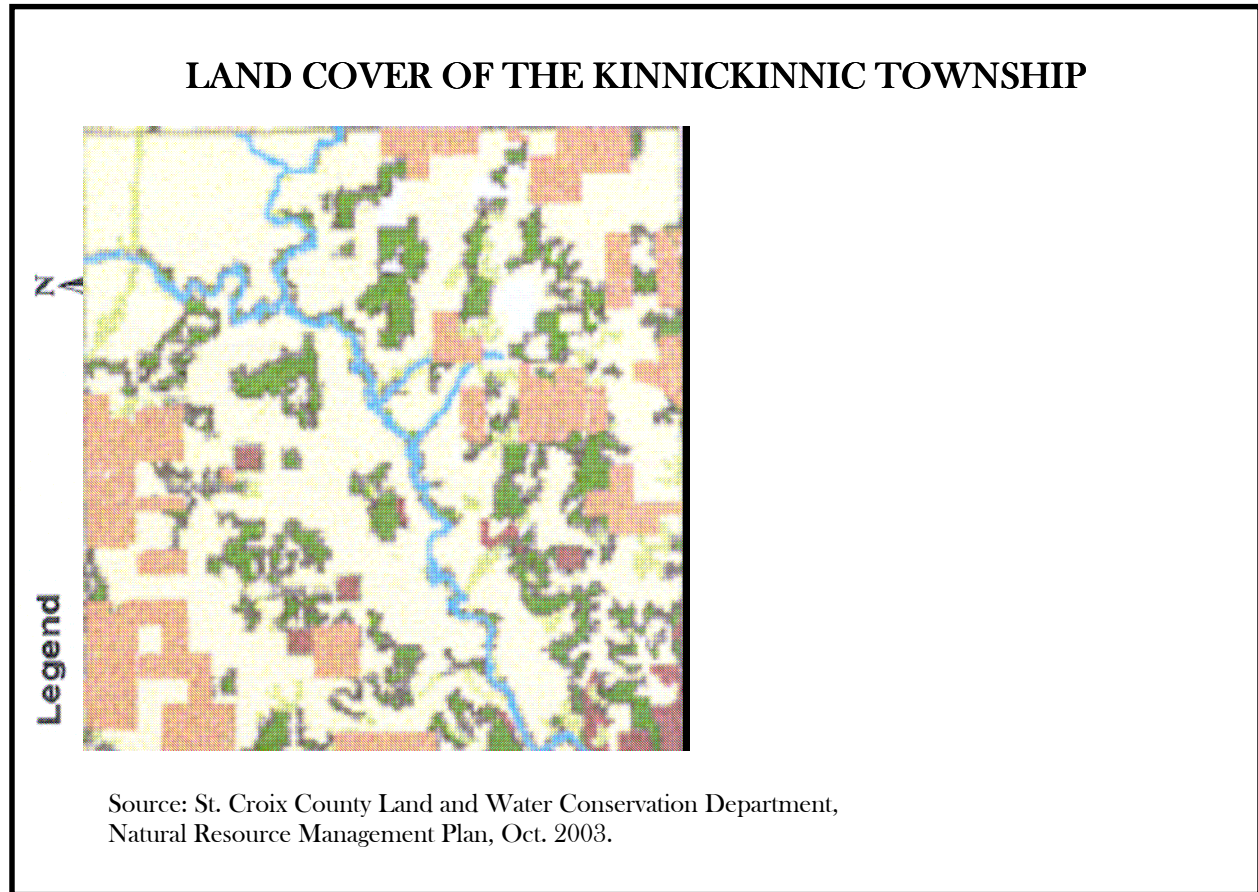 LAND COVER OF THE KINNICKINNIC TOWNSHIP
N
Legend
Source: St. Croix County Land and Water Conservation Department,
Natural Resource Management Plan, Oct. 2003.